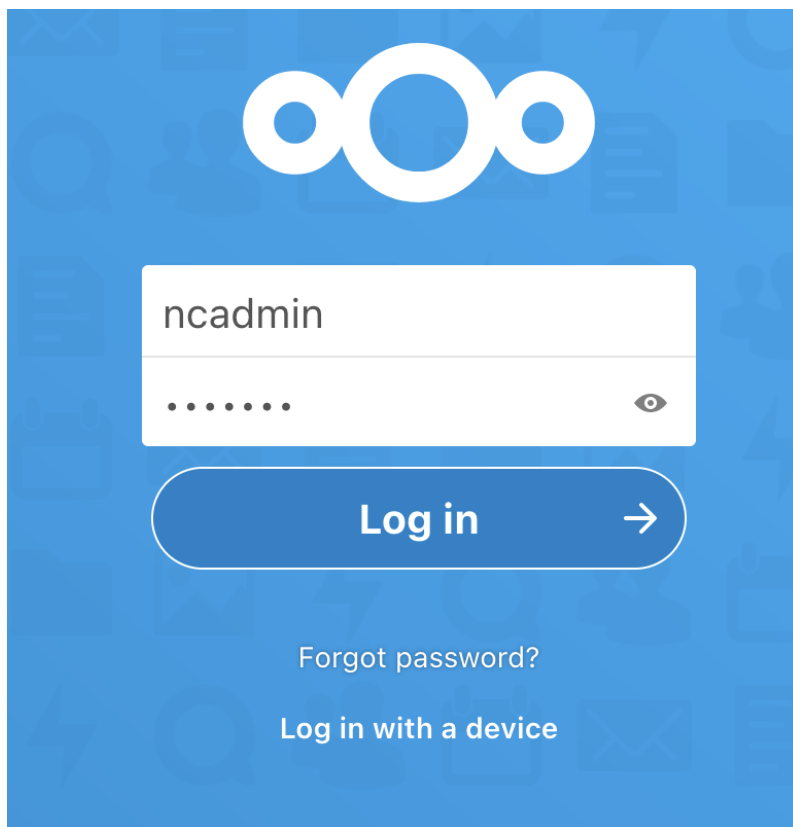 ncadmin
•••••••
Log in
Forgot password?
Log in with a device